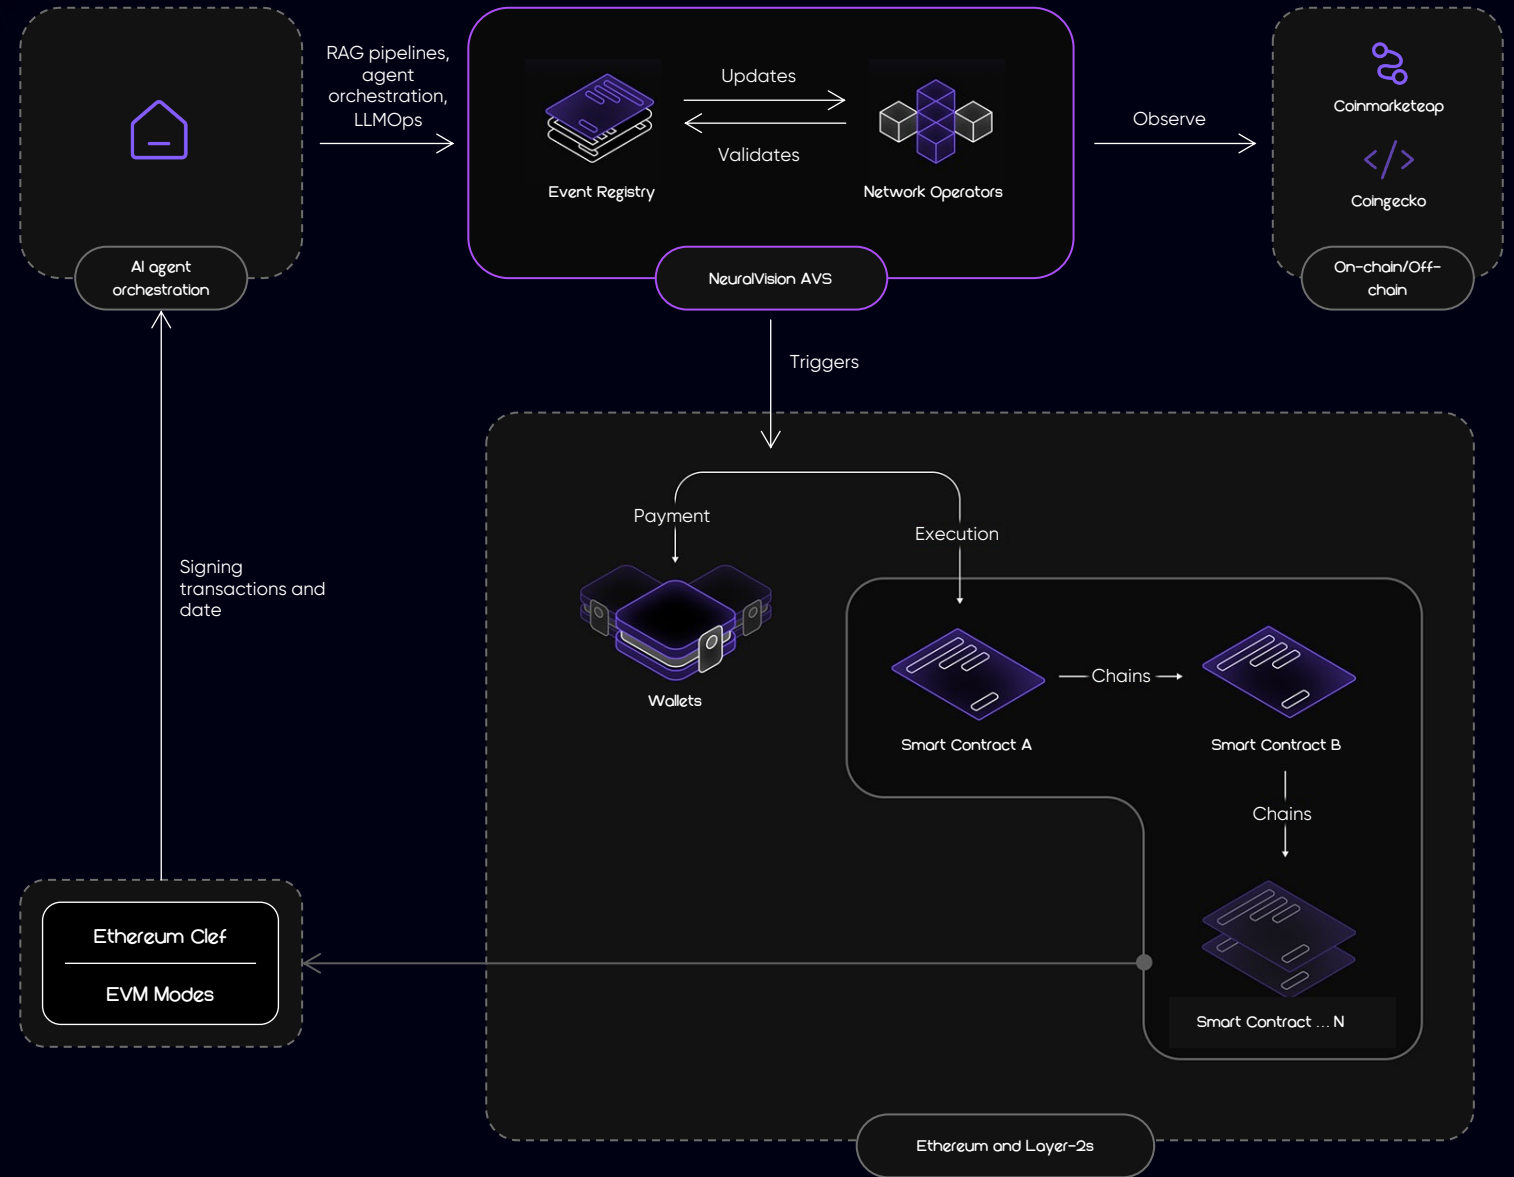 RAG pipelines,
agent
orchestration,
LLMOps
AI agent
orchestration
Updates
Validates
Event Registry
Network Operators
NeuralVision AVS
Observe
Coinmarketeap
Coingecko
On-chain/Off-
chain
Triggers
Payment
Execution
Wallets
Chains
Smart Contract A
Smart Contract B
Chains
Smart Contract ... N
Signing
transactions and
date
Ethereum Clef
EVM Modes
Ethereum and Layer-2s